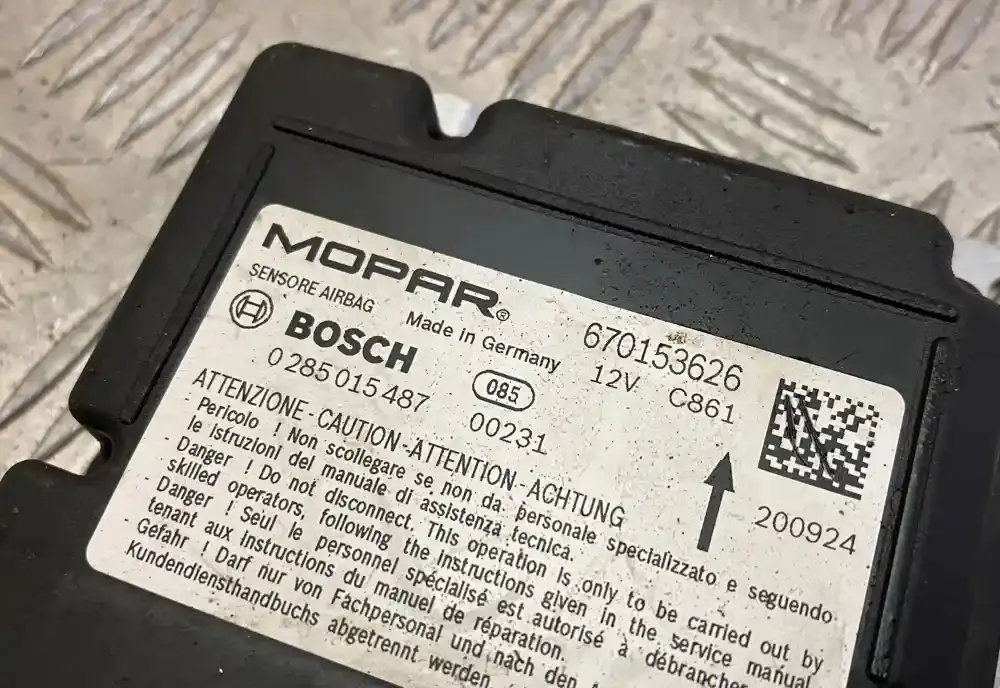 MOPAR®
SENSORE AIRBAG
Made in Germany
670153626
BOSCH
12V C861
0 285 015 487
085
00231
200924
ATTENZIONE-CAUTION-ATTENTION-ACHTUNG
- Pericolo ! Non scollegare se non da personale specializzato e seguendo
le istruzioni del manuale di assistenza tecnica.
- Danger ! Do not disconnect. This operation is only to be carried out by
skilled operators, following the instructions given in the service manual.
- Danger ! Seul le personnel spécialisé est autorisé à débrancher
tenant aux instructions du manuel de réparation.
- Gefahr ! Darf nur von Fachpersonal und nach den
Kundendiensthandbuchs abgetrennt werden.